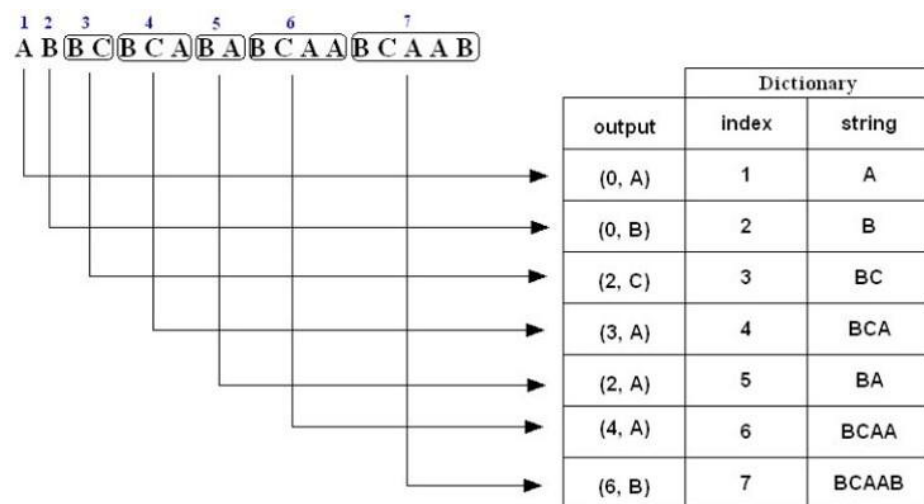 1 2 3 4 5 6 7
A B B C B C A B A B C A A B C A A B
Dictionary
output index string
(0, A) 1 A
(0, B) 2 B
(2, C) 3 BC
(3, A) 4 BCA
(2, A) 5 BA
(4, A) 6 BCAA
(6, B) 7 BCAAB